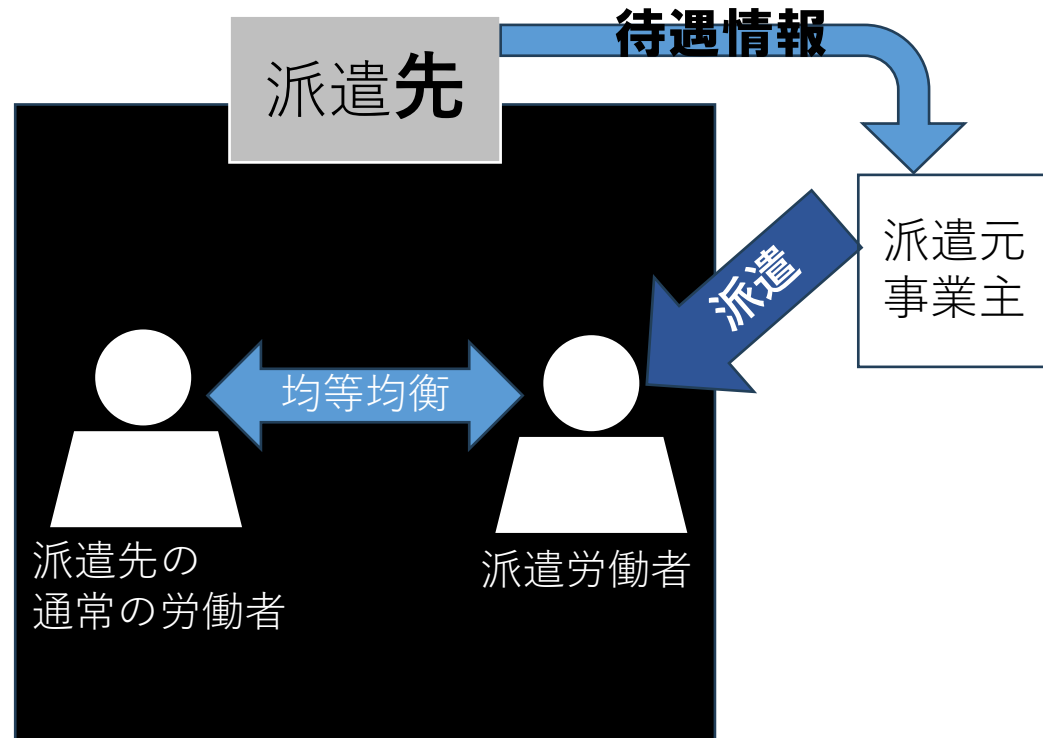 待遇情報
派遣先
派遣元
事業主
派遣
均等均衡
派遣先の
通常の労働者
派遣労働者